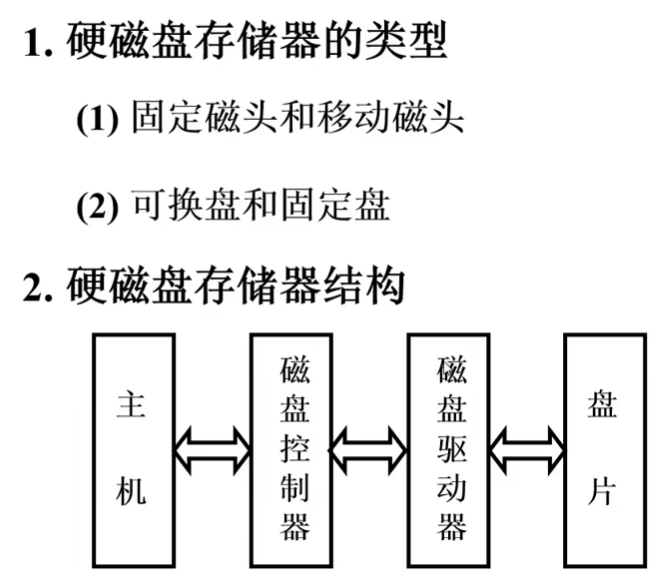 1. 硬磁盘存储器的类型
(1) 固定磁头和移动磁头
(2) 可换盘和固定盘
2. 硬磁盘存储器结构
主机
磁盘控制器
磁盘驱动器
盘片